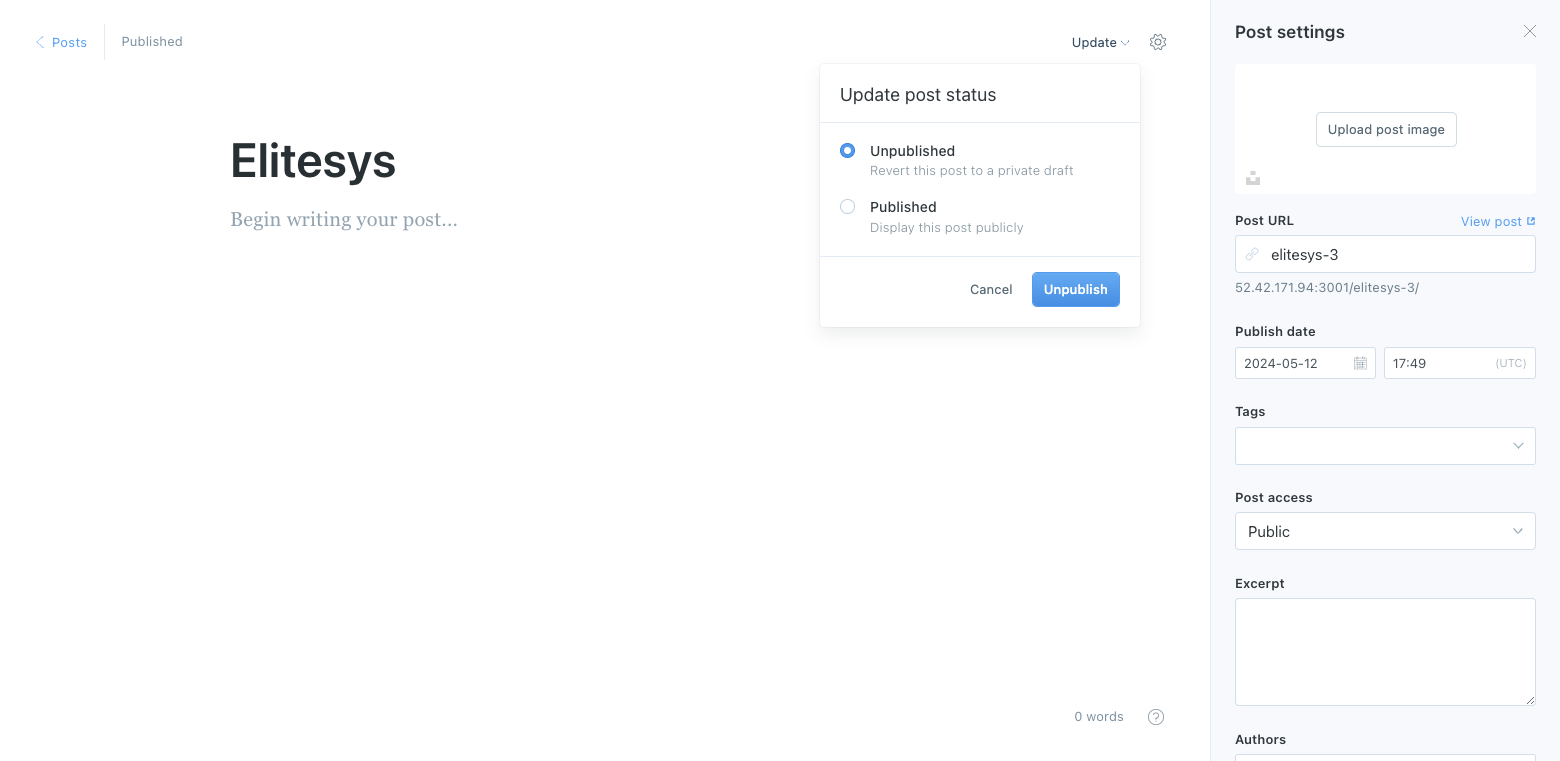 Posts
Published
Update
Update post status
Unpublished
Revert this post to a private draft
Published
Display this post publicly
Cancel
Unpublish
Elitesys
Begin writing your post...
0 words
?
Post settings
Upload post image
Post URL
View post
elitesys-3
52.42.171.94:3001/elitesys-3/
Publish date
2024-05-12
17:49
(UTC)
Tags
Post access
Public
Excerpt
Authors